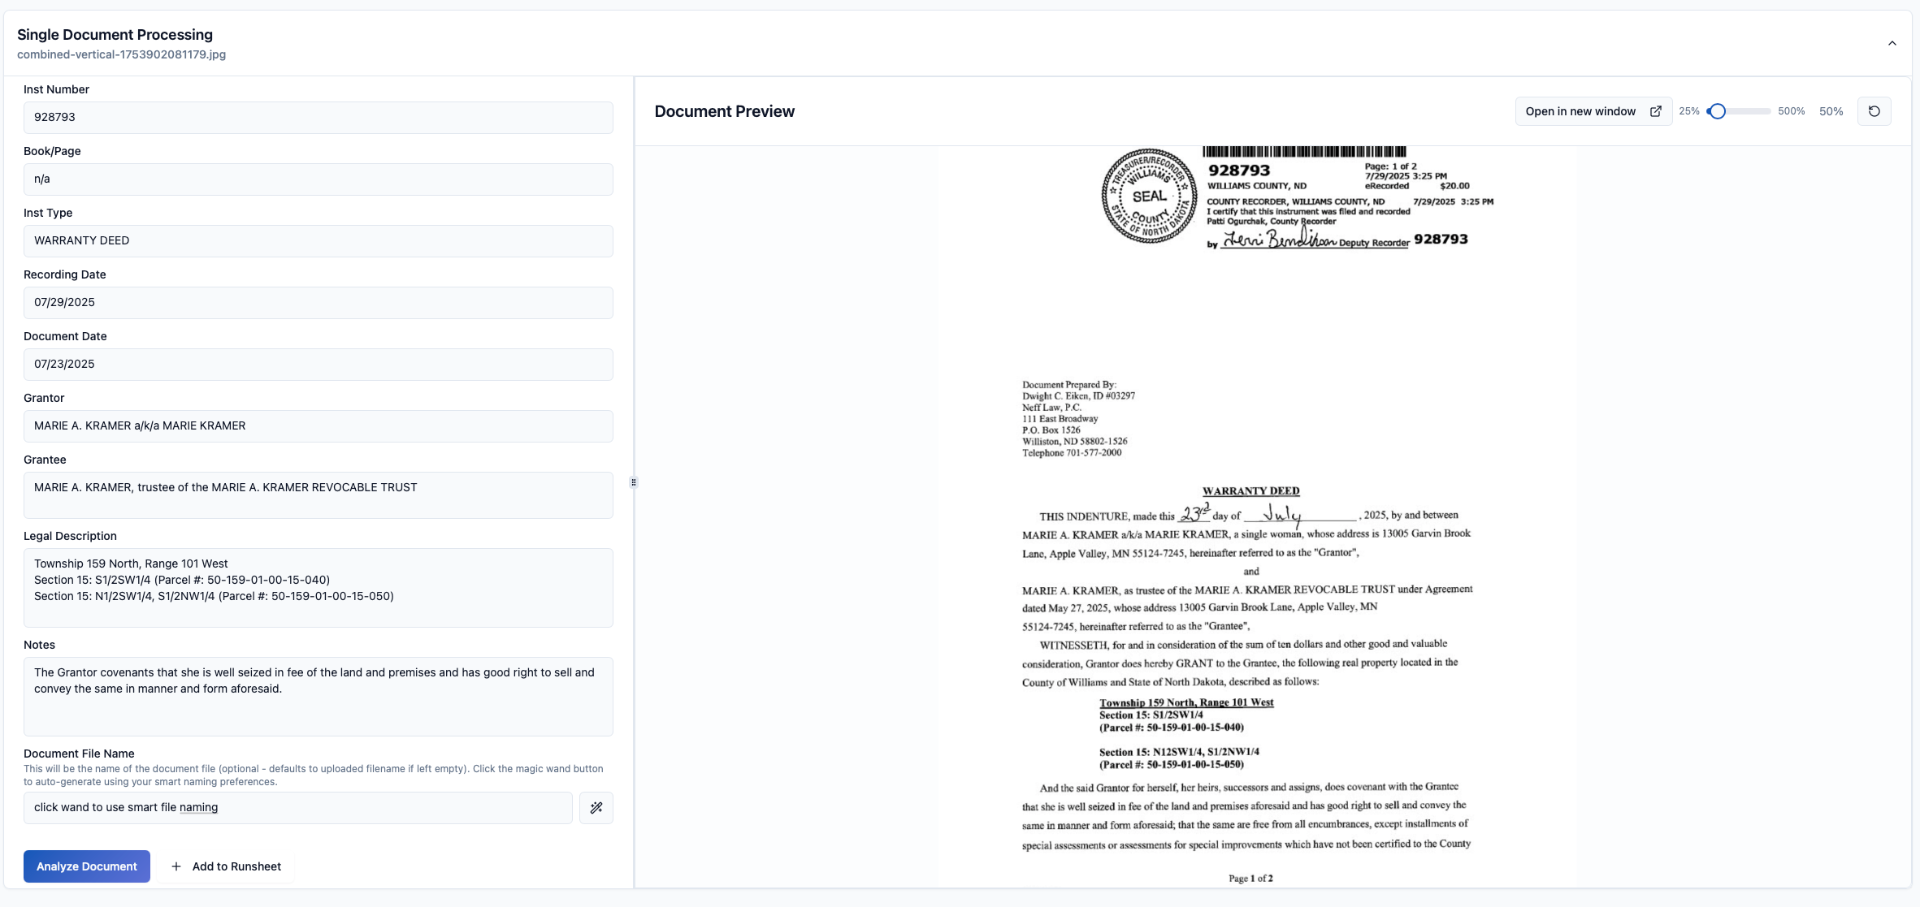 Single Document Processing
combined-vertical-1753902081179.jpg
Inst Number
928793
Book/Page
n/a
Inst Type
WARRANTY DEED
Recording Date
07/29/2025
Document Date
07/23/2025
Grantor
MARIE A. KRAMER a/k/a MARIE KRAMER
Grantee
MARIE A. KRAMER, trustee of the MARIE A. KRAMER REVOCABLE TRUST
Legal Description
Township 159 North, Range 101 West
Section 15: S1/2SW1/4 (Parcel #: 50-159-01-00-15-040)
Section 15: N1/2SW1/4, S1/2NW1/4 (Parcel #: 50-159-01-00-15-050)
Notes
The Grantor covenants that she is well seized in fee of the land and premises and has good right to sell and
convey the same in manner and form aforesaid.
Document File Name
This will be the name of the document file (optional - defaults to uploaded filename if left empty). Click the magic wand button
to auto-generate using your smart naming preferences.
click wand to use smart file naming
Analyze Document
+ Add to Runsheet
Document Preview
Open in new window
25%
500%
50%
TREASURER/RECORDER
WILLIAMS
SEAL
COUNTY
STATE OF NORTH DAKOTA
928793
Page: 1 of 2
7/29/2025 3:25 PM
WILLIAMS COUNTY, ND
eRecorded $20.00
COUNTY RECORDER, WILLIAMS COUNTY, ND 7/29/2025 3:25 PM
I certify that this instrument was filed and recorded
Patti Ogurchak, County Recorder
by Deputy Recorder 928793
Document Prepared By:
Dwight C. Eiken, ID #03297
Neff Law, P.C.
111 East Broadway
P.O. Box 1526
Williston, ND 58802-1526
Telephone 701-577-2000
WARRANTY DEED
THIS INDENTURE, made this 23rd day of July, 2025, by and between
MARIE A. KRAMER a/k/a MARIE KRAMER, a single woman, whose address is 13005 Garvin Brook
Lane, Apple Valley, MN 55124-7245, hereinafter referred to as the "Grantor",
and
MARIE A. KRAMER, as trustee of the MARIE A. KRAMER REVOCABLE TRUST under Agreement
dated May 27, 2025, whose address 13005 Garvin Brook Lane, Apple Valley, MN
55124-7245, hereinafter referred to as the "Grantee",
WITNESSETH, for and in consideration of the sum of ten dollars and other good and valuable
consideration, Grantor does hereby GRANT to the Grantee, the following real property located in the
County of Williams and State of North Dakota, described as follows:
Township 159 North, Range 101 West
Section 15: S1/2SW1/4
(Parcel #: 50-159-01-00-15-040)
Section 15: N12SW1/4, S1/2NW1/4
(Parcel #: 50-159-01-00-15-050)
And the said Grantor for herself, her heirs, successors and assigns, does covenant with the Grantee
that she is well seized in fee of the land and premises aforesaid and has good right to sell and convey the
same in manner and form aforesaid; that the same are free from all encumbrances, except installments of
special assessments or assessments for special improvements which have not been certified to the County
Page 1 of 2